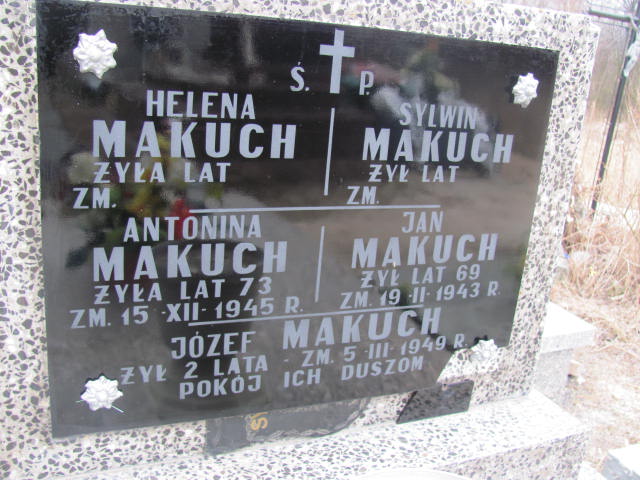 Ś. P.
HELENA
MAKUCH
ŻYŁA LAT
ZM.
SYLWIN
MAKUCH
ŻYŁ LAT
ZM.
ANTONINA
MAKUCH
ŻYŁA LAT 73
ZM. 15-XII-1945 R.
JAN
MAKUCH
ŻYŁ LAT 69
ZM. 19-II-1943 R.
JÓZEF MAKUCH
ŻYŁ 2 LATA - ZM. 5-III-1949 R.
POKÓJ ICH DUSZOM